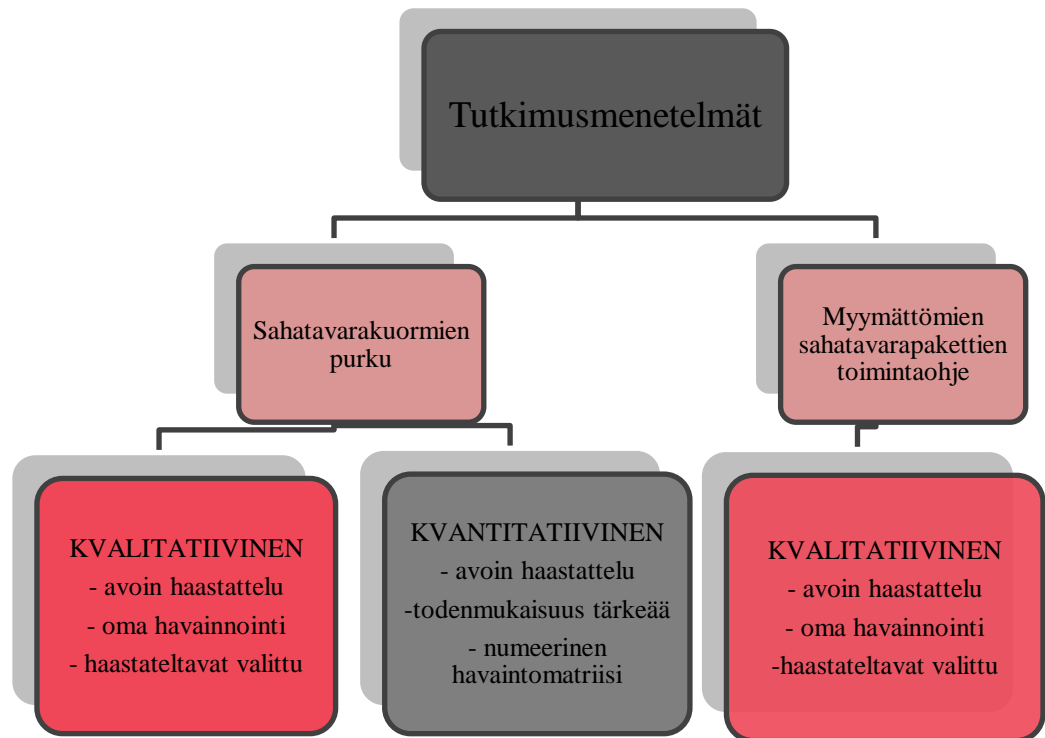 Tutkimusmenetelmät
Sahatavarakuormien
purku
Myymättömien
sahatavarapakettien
toimintaohje
KVALITATIIVINEN
- avoin haastattelu
- oma havainnointi
- haastateltavat valittu
KVANTITATIIVINEN
- avoin haastattelu
-todenmukaisuus tärkeää
- numeerinen
havaintomatriisi
KVALITATIIVINEN
- avoin haastattelu
- oma havainnointi
-haastateltavat valittu